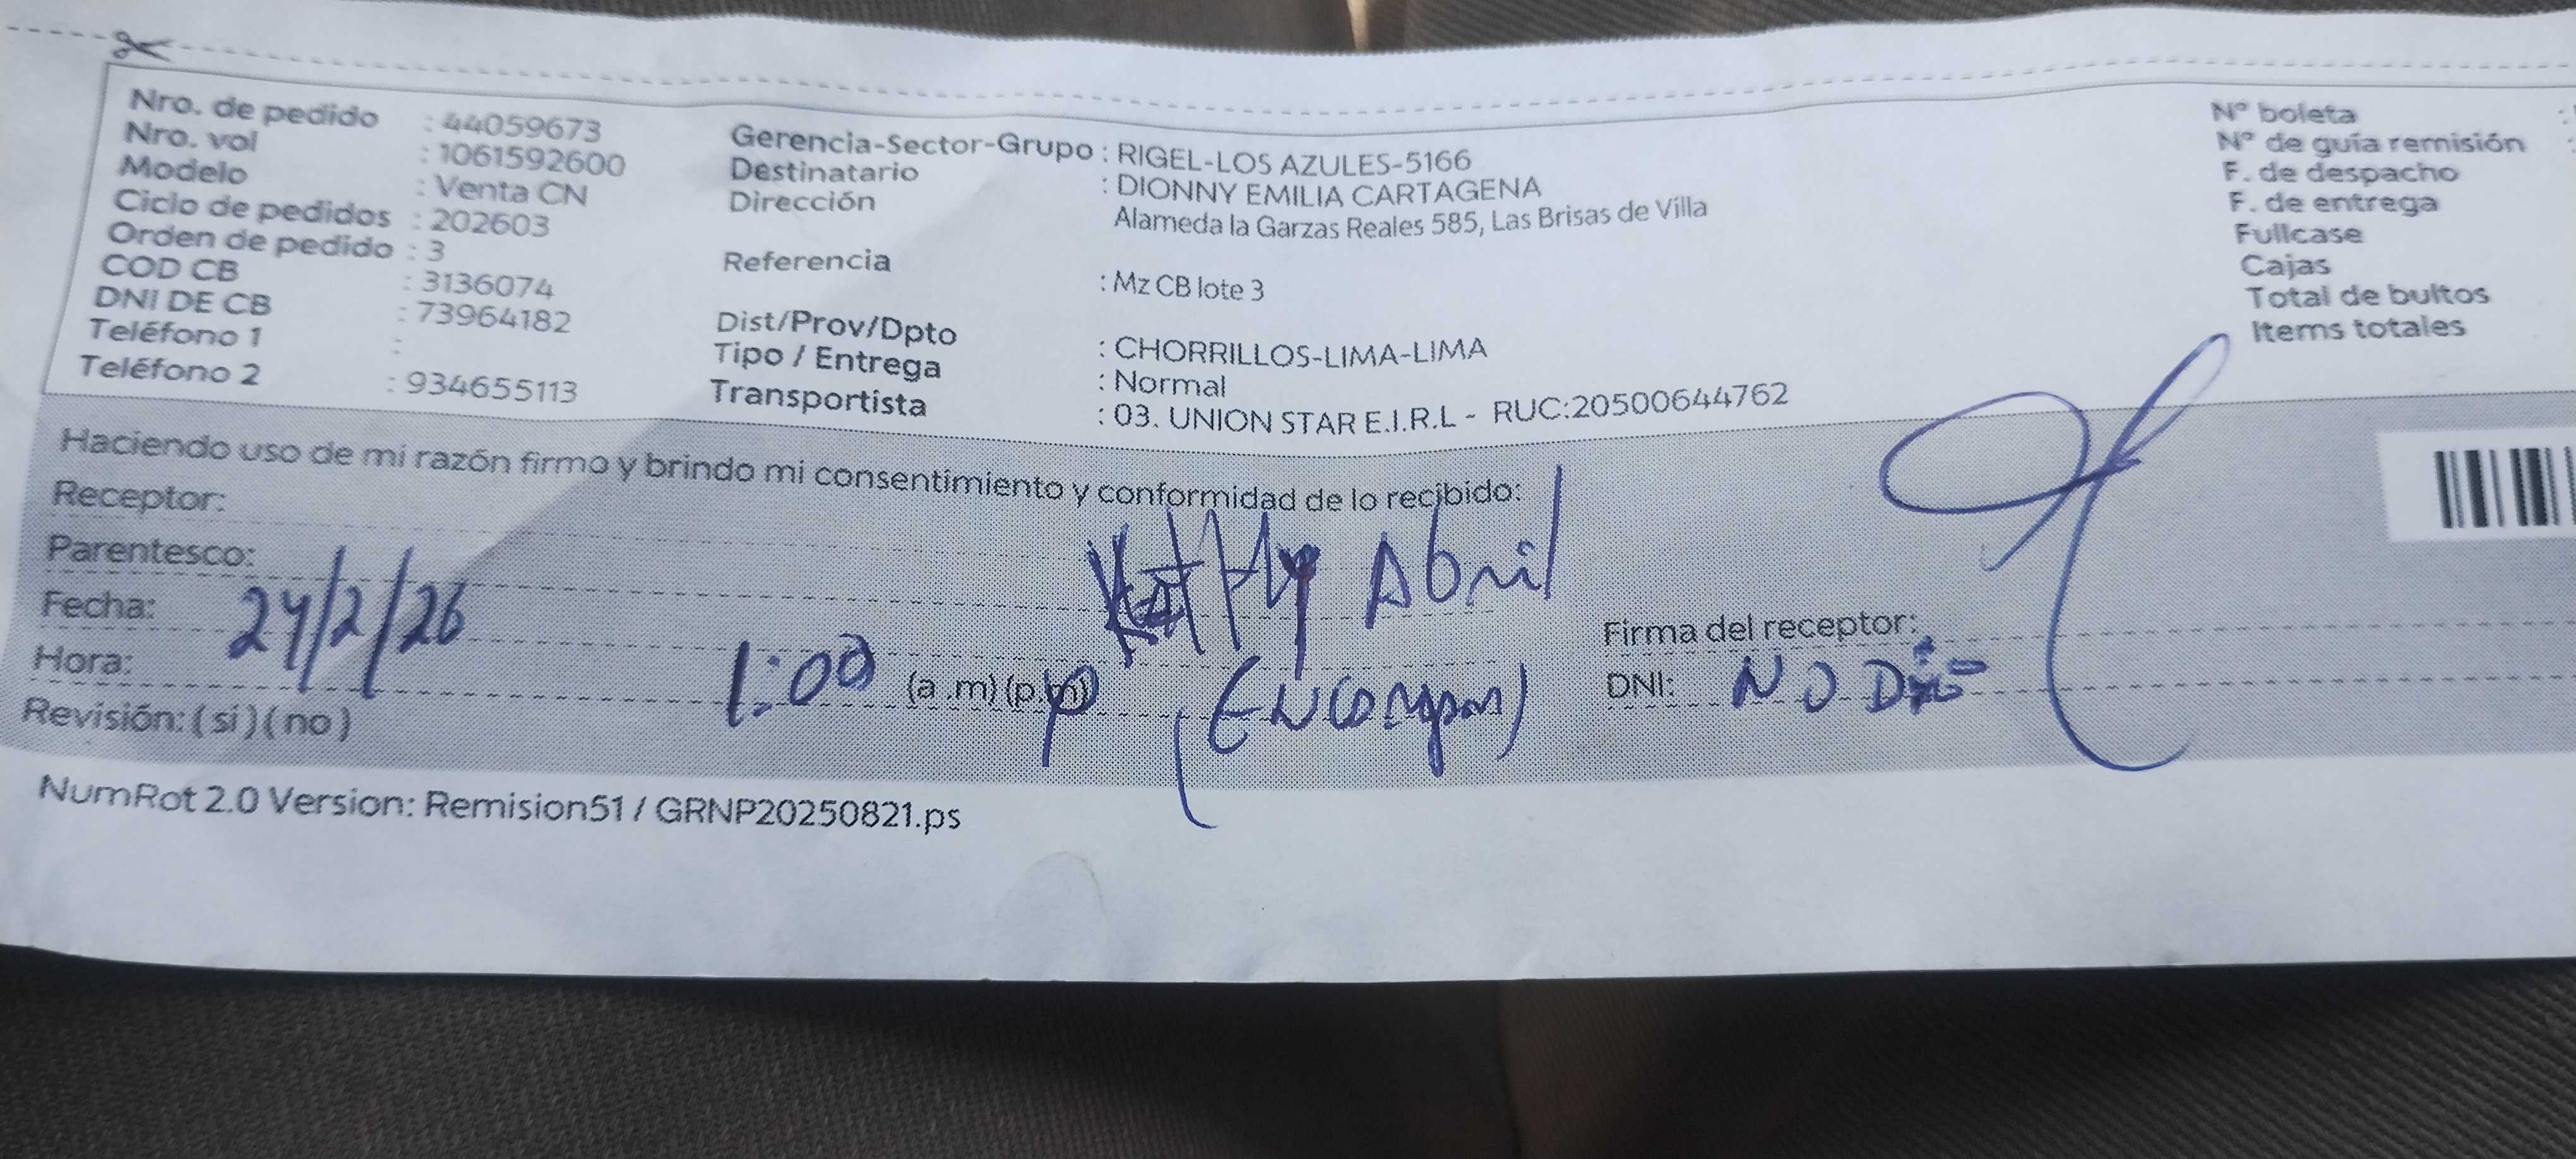 Nro. de pedido : 44059673
Nro. vol : 1061592600
Modelo : Venta CN
Ciclo de pedidos : 202603
Orden de pedido : 3
COD CB : 3136074
DNI DE CB : 73964182
Teléfono 1 :
Teléfono 2 : 934655113
Gerencia-Sector-Grupo : RIGEL-LOS AZULES-5166
Destinatario : DIONNY EMILIA CARTAGENA
Dirección Alameda la Garzas Reales 585, Las Brisas de Villa
Referencia : Mz CB lote 3
Dist/Prov/Dpto : CHORRILLOS-LIMA-LIMA
Tipo / Entrega : Normal
Transportista : 03. UNION STAR E.I.R.L - RUC:20500644762
N° boleta :
N° de guía remisión :
F. de despacho
F. de entrega
Fullcase
Cajas
Total de bultos
Items totales
Haciendo uso de mi razón firmo y brindo mi consentimiento y conformidad de lo recibido:
Receptor: Abril
Parentesco:
Fecha: 24/2/26
Hora: 1:00 (a .m) (p.m)
Revisión: ( si ) ( no )
Firma del receptor:
DNI: NO DIO
NumRot 2.0 Version: Remision51 / GRNP20250821.ps